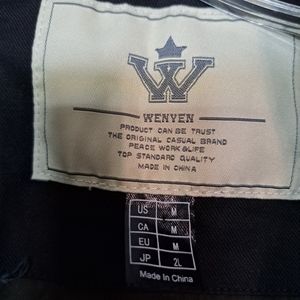 W
WENVEN
PRODUCT CAN BE TRUST
THE ORIGINAL CASUAL BRAND
PEACE WORK&LIFE
TOP STANDARD QUALITY
MADE IN CHINA
US M
CA M
EU M
JP 2L
Made In China